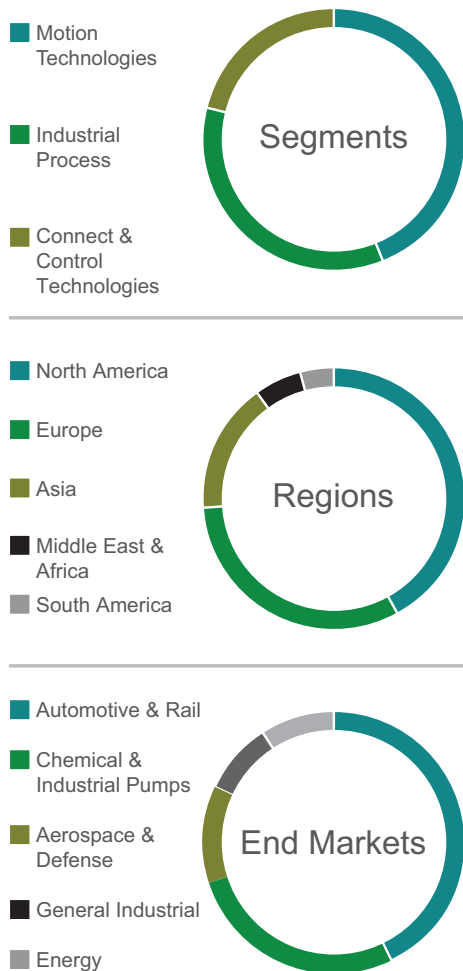 Motion
Technologies
Industrial
Process
Connect &
Control
Technologies
Segments
North America
Europe
Asia
Middle East &
Africa
South America
Regions
Automotive & Rail
Chemical &
Industrial Pumps
Aerospace &
Defense
General Industrial
Energy
End Markets